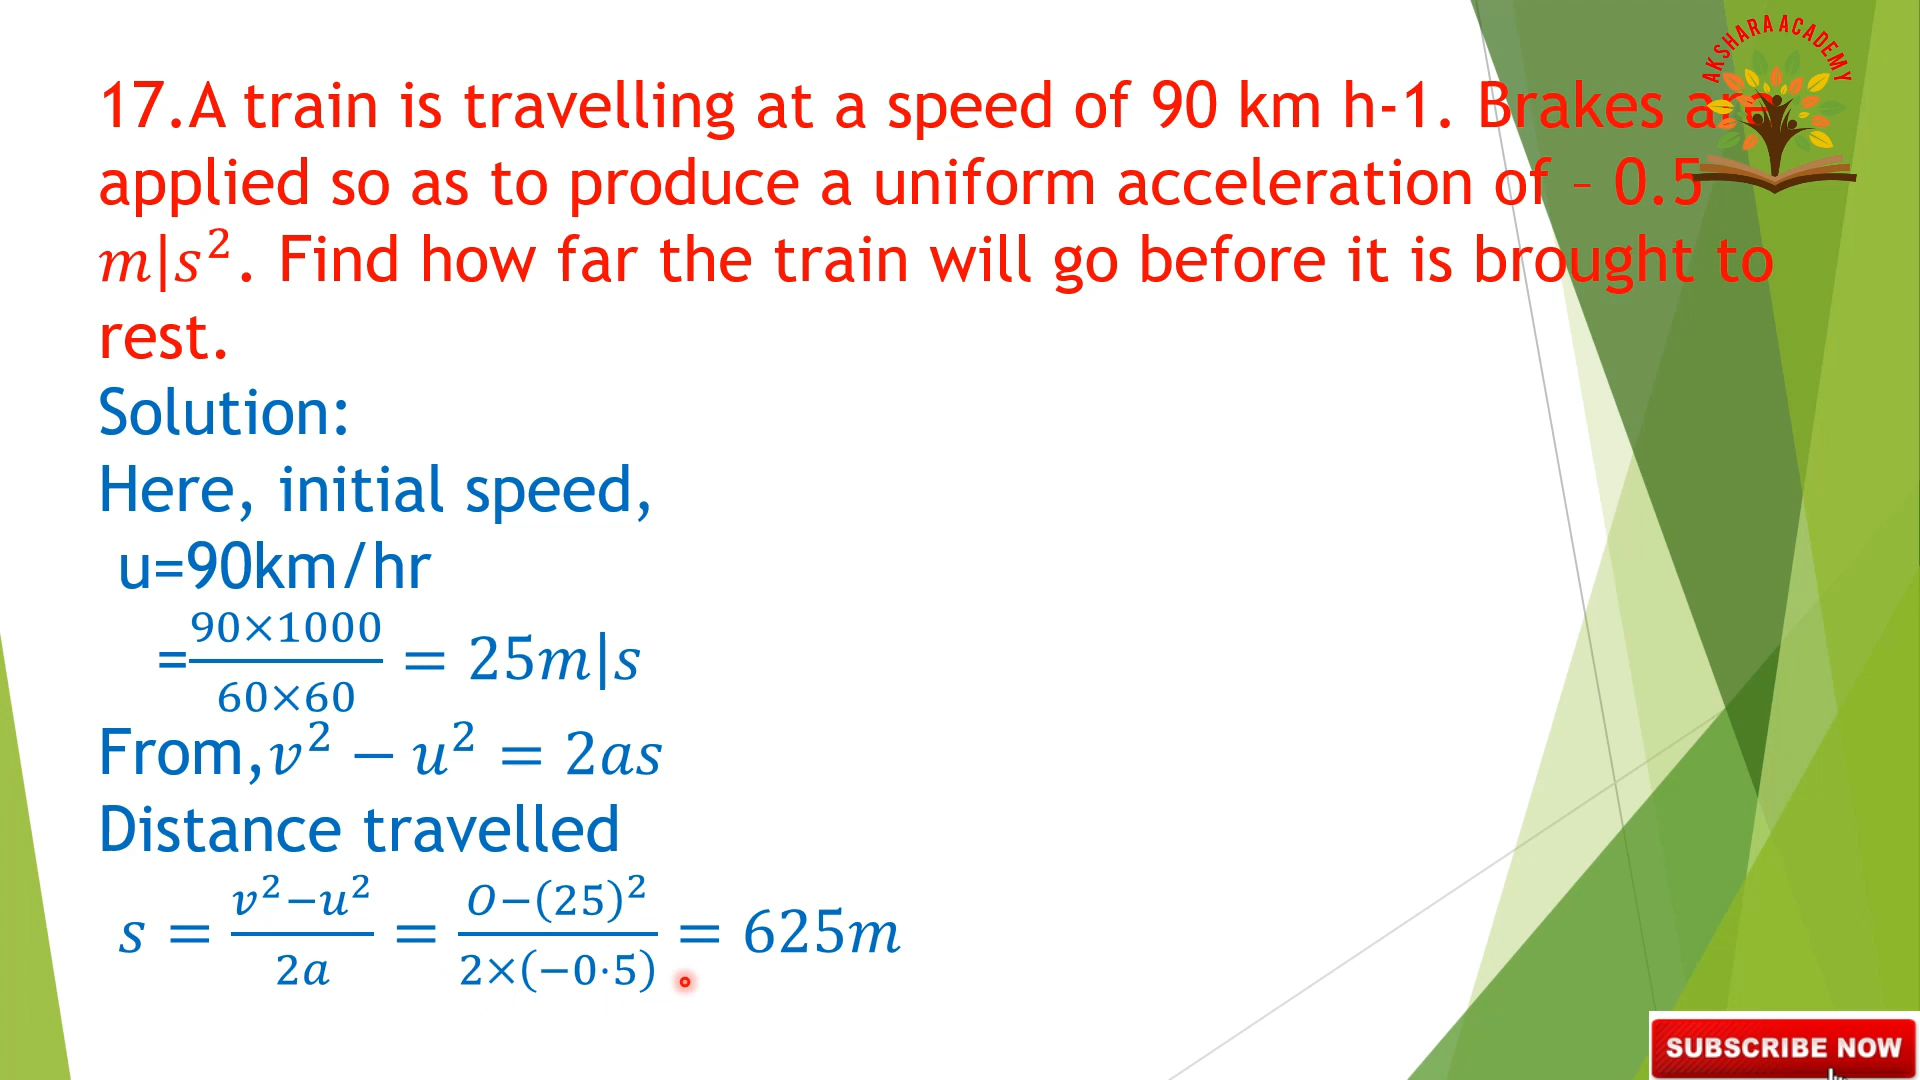 AKSHARA ACADEMY
17.A train is travelling at a speed of 90 km h-1. Brakes are
applied so as to produce a uniform acceleration of – 0.5
m|s². Find how far the train will go before it is brought to
rest.
Solution:
Here, initial speed,
u=90km/hr
=90×1000/60×60 = 25m|s
From,v² − u² = 2as
Distance travelled
s = v²−u²/2a = O−(25)²/2×(−0·5) = 625m
SUBSCRIBE NOW